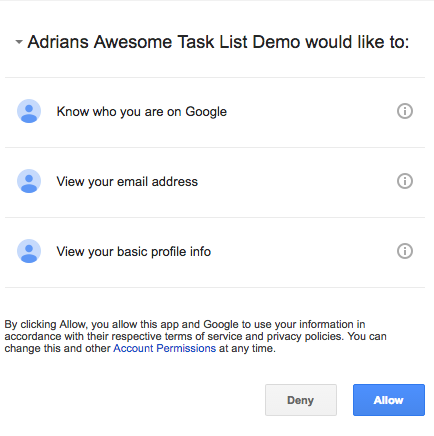 Adrians Awesome Task List Demo would like to:
Know who you are on Google
View your email address
View your basic profile info
By clicking Allow, you allow this app and Google to use your information in
accordance with their respective terms of service and privacy policies. You can
change this and other Account Permissions at any time.
Deny
Allow